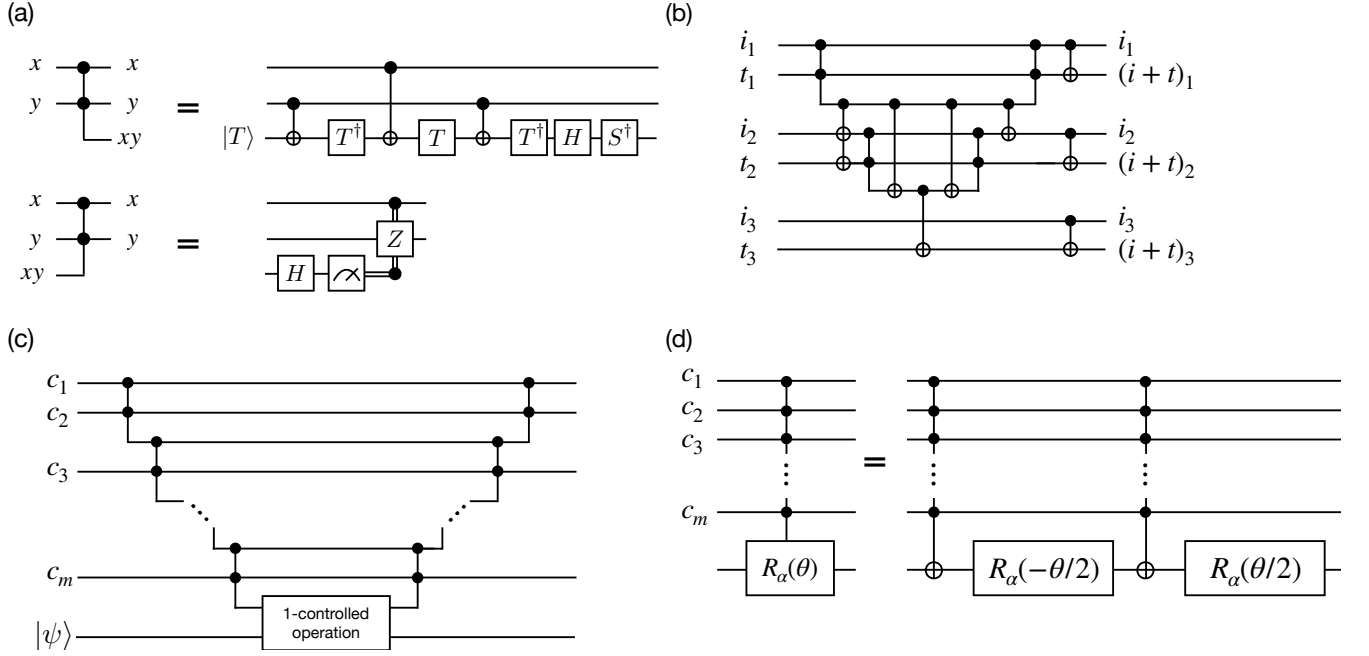 (a)
x x
y y
xy
=
|T⟩ T† T T† H S†
x x
y y
xy
=
Z
H
(b)
i₁ i₁
t₁ (i + t)₁
i₂ i₂
t₂ (i + t)₂
i₃ i₃
t₃ (i + t)₃
(c)
c₁
c₂
c₃
cₘ
1-controlled
operation
|ψ⟩
(d)
c₁
c₂
c₃
=
cₘ
Rα(θ) Rα(−θ/2) Rα(θ/2)